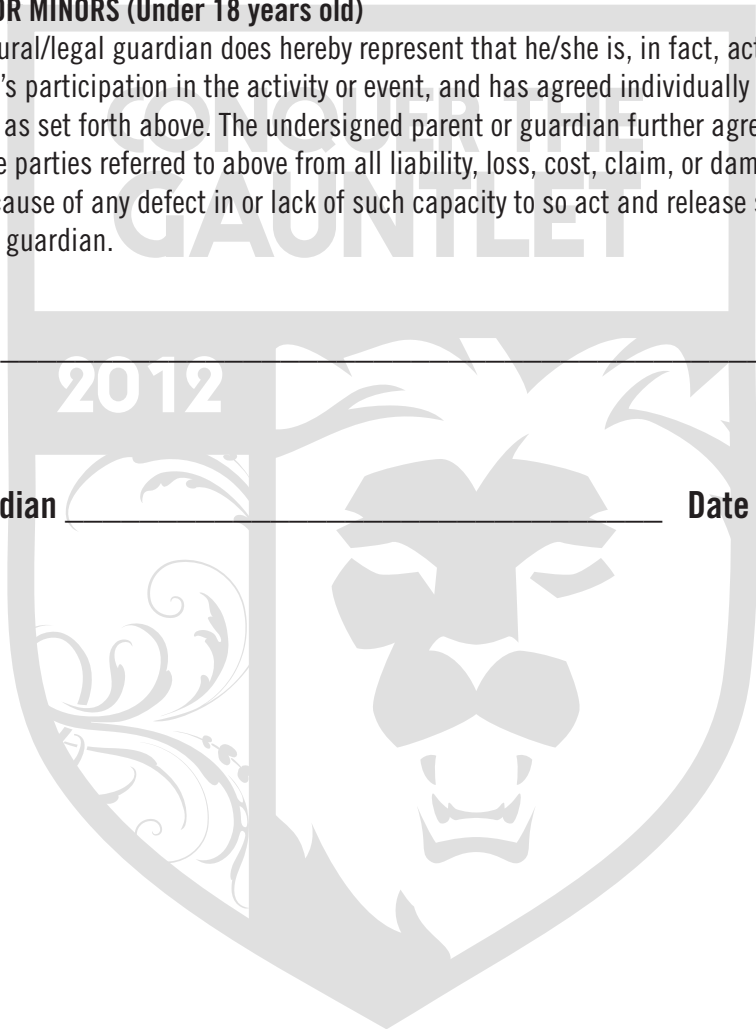 OR MINORS (Under 18 years old)
ural/legal guardian does hereby represent that he/she is, in fact, act
's participation in the activity or event, and has agreed individually
as set forth above. The undersigned parent or guardian further agre
e parties referred to above from all liability, loss, cost, claim, or dam
cause of any defect in or lack of such capacity to so act and release s
guardian.
CONQUER THE
GAUNTLET
2012
dian ________________________________ Date